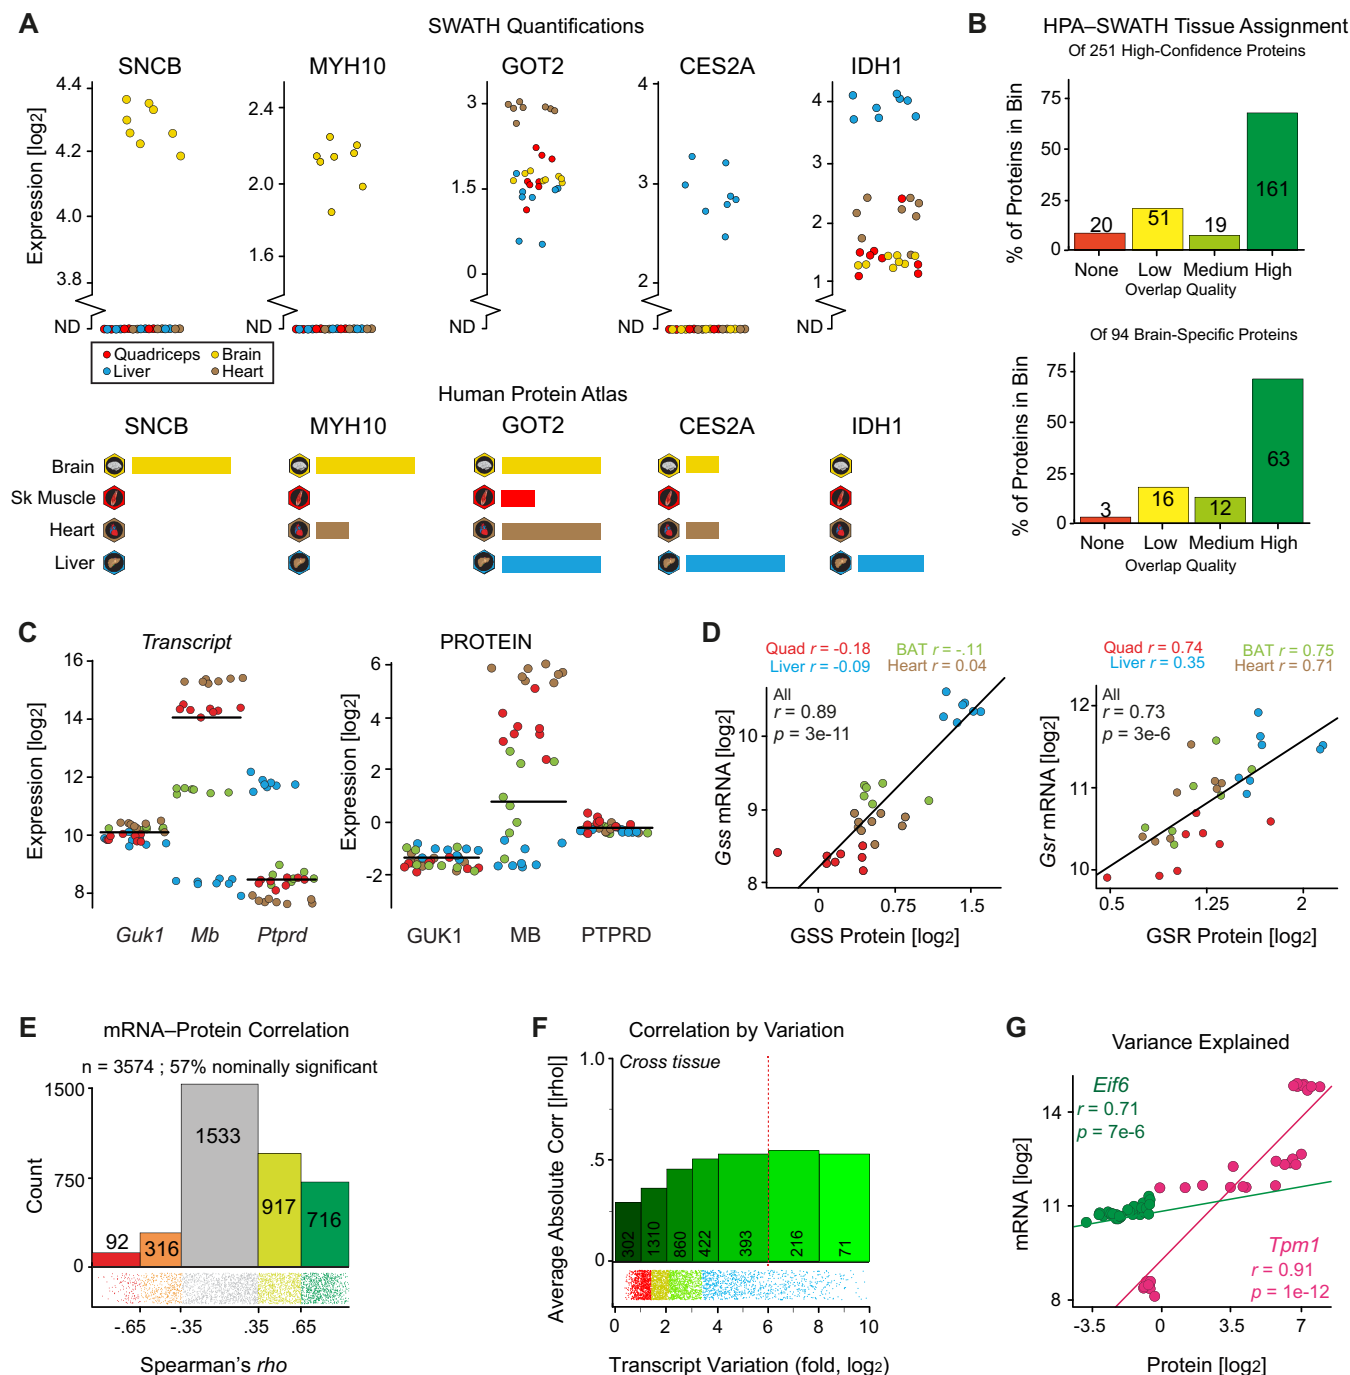 A
SWATH Quantifications
SNCB
MYH10
GOT2
CES2A
IDH1
Expression [log2]
4.4
4.2
4.0
3.8
ND
2.4
2.0
1.6
ND
3
1.5
0
ND
4
3
2
ND
4
3
2
1
ND
Quadriceps
Brain
Liver
Heart
Human Protein Atlas
SNCB
MYH10
GOT2
CES2A
IDH1
Brain
Sk Muscle
Heart
Liver
B
HPA–SWATH Tissue Assignment
Of 251 High-Confidence Proteins
% of Proteins in Bin
75
50
25
0
20
51
19
161
None
Low
Medium
High
Overlap Quality
Of 94 Brain-Specific Proteins
% of Proteins in Bin
75
50
25
0
3
16
12
63
None
Low
Medium
High
Overlap Quality
C
Transcript
Expression [log2]
16
14
12
10
8
Guk1
Mb
Ptprd
PROTEIN
Expression [log2]
6
4
2
0
-2
GUK1
MB
PTPRD
D
Quad r = -0.18
BAT r = -.11
Liver r = -0.09
Heart r = 0.04
All
r = 0.89
p = 3e-11
Gss mRNA [log2]
10
9
8
0
0.75
1.5
GSS Protein [log2]
Quad r = 0.74
BAT r = 0.75
Liver r = 0.35
Heart r = 0.71
All
r = 0.73
p = 3e-6
Gsr mRNA [log2]
12
11
10
0.5
1.25
2
GSR Protein [log2]
E
mRNA–Protein Correlation
n = 3574 ; 57% nominally significant
Count
1500
750
0
92
316
1533
917
716
-.65
-.35
.35
.65
Spearman's rho
F
Correlation by Variation
Cross tissue
Average Absolute Corr [|rho|]
1.0
.5
0
302
1310
860
422
393
216
71
0
2
4
6
8
10
Transcript Variation (fold, log2)
G
Variance Explained
Eif6
r = 0.71
p = 7e-6
mRNA [log2]
14
11
8
Tpm1
r = 0.91
p = 1e-12
-3.5
0
3.5
7
Protein [log2]